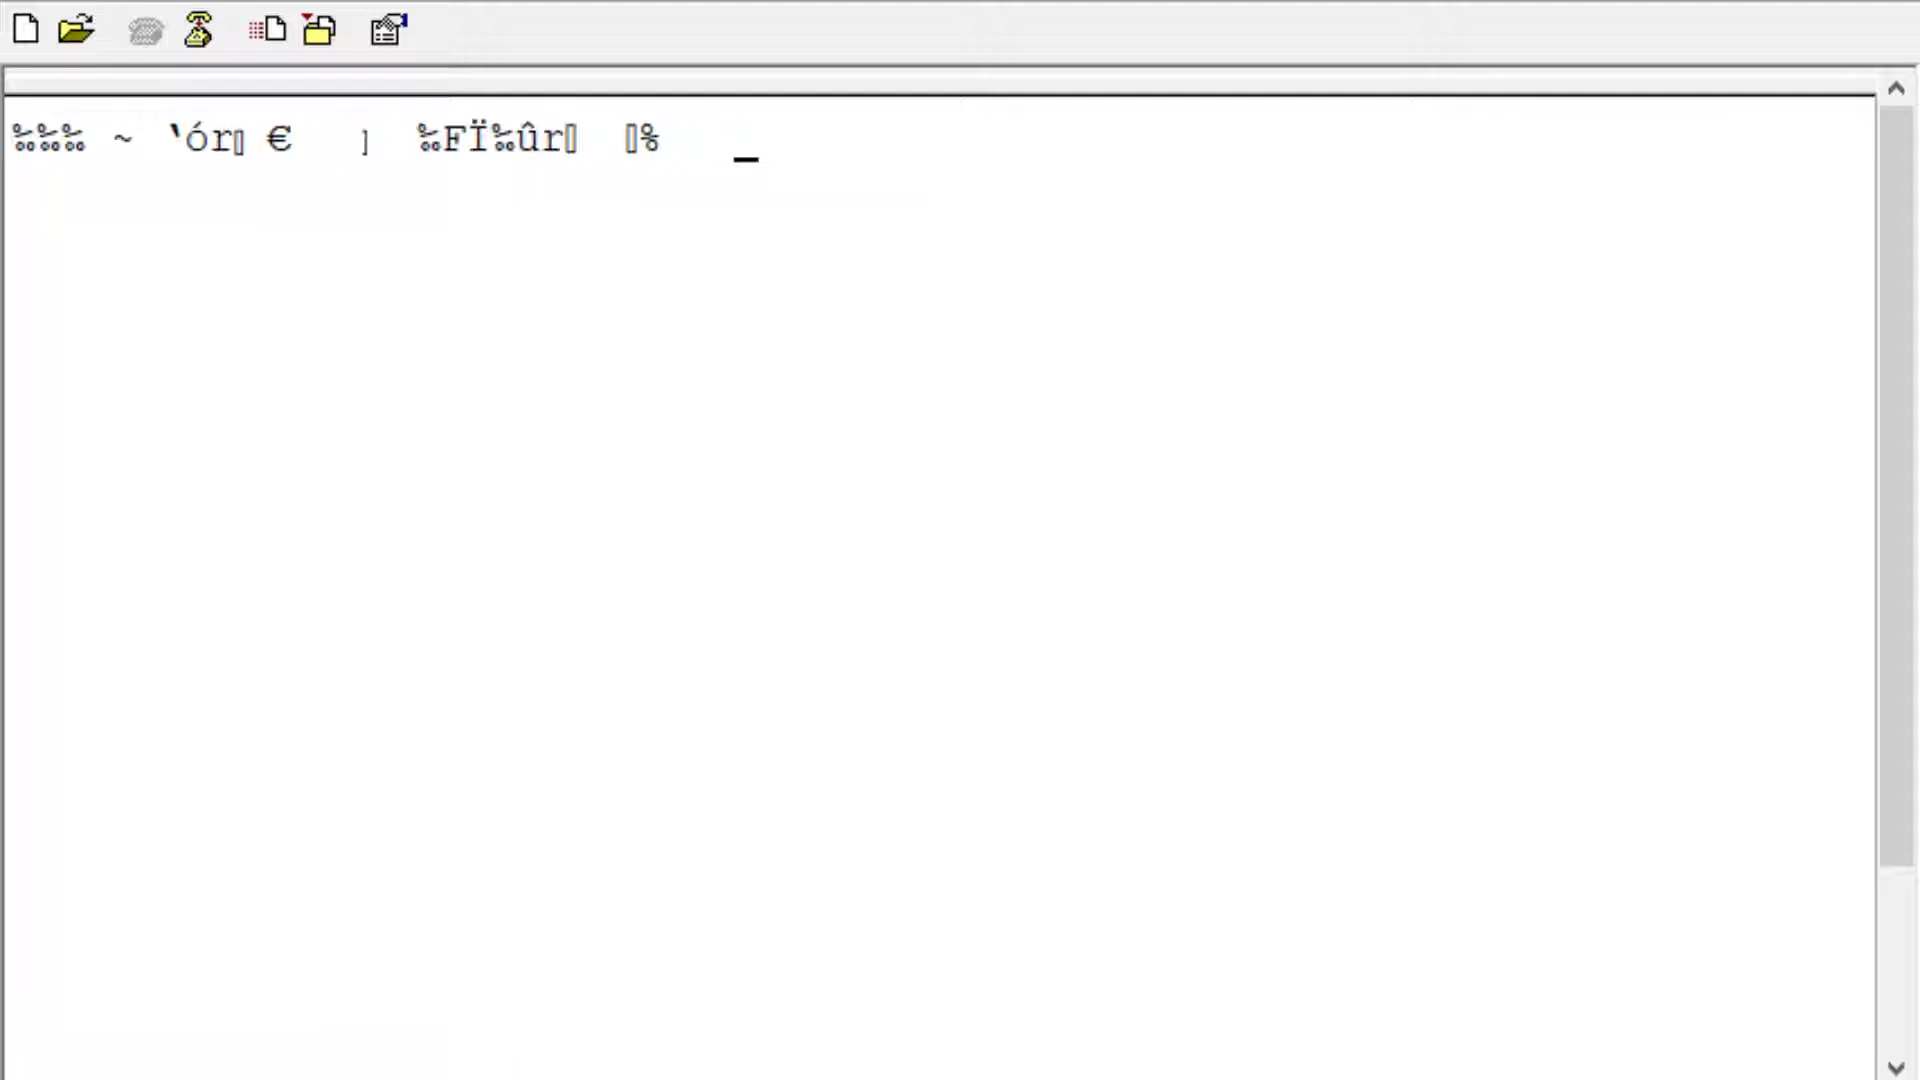 ‰‰‰ ~ ‛ór▯ € ] ‰FÏ‰ûr▯ ▯% _